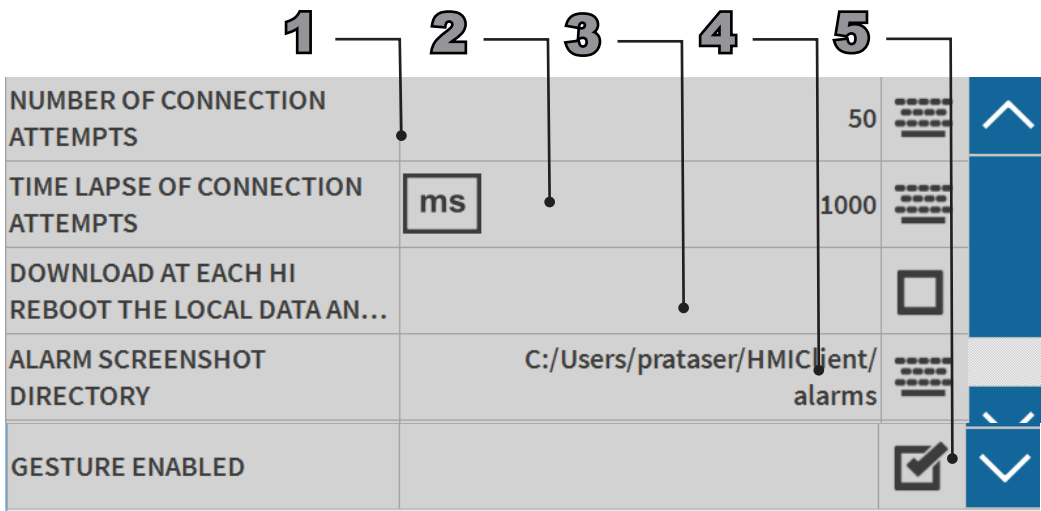 1 2 3 4 5
NUMBER OF CONNECTION
ATTEMPTS
50
TIME LAPSE OF CONNECTION
ATTEMPTS
ms
1000
DOWNLOAD AT EACH HI
REBOOT THE LOCAL DATA AN...
ALARM SCREENSHOT
DIRECTORY
C:/Users/prataser/HMIClient/
alarms
GESTURE ENABLED